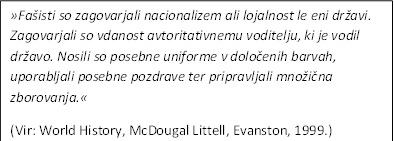 »Fašisti so zagovarjali nacionalizem ali lojalnost le eni državi.
Zagovarjali so vdanost avtoritativnemu voditelju, ki je vodil
državo. Nosili so posebne uniforme v določenih barvah,
uporabljali posebne pozdrave ter pripravljali množična
zborovanja.«
(Vir: World History, McDougal Littell, Evanston, 1999.)